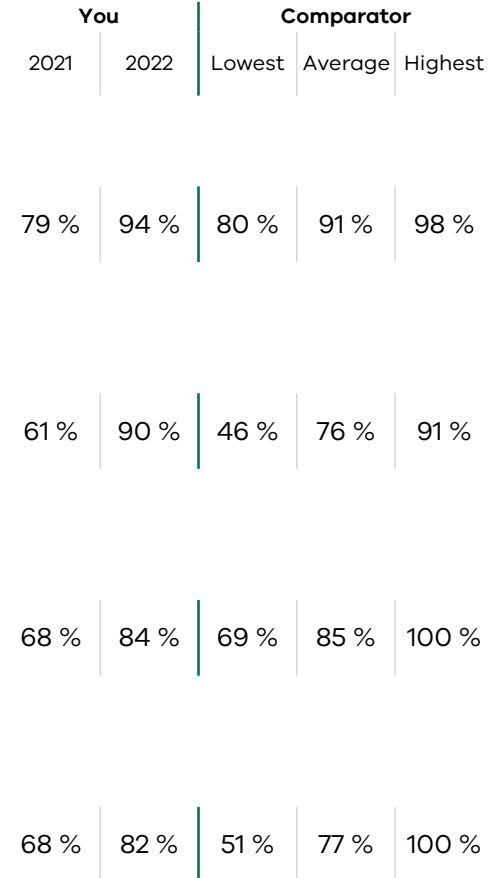 You Comparator
2021 2022 Lowest Average Highest
79 % 94 % 80 % 91 % 98 %
61 % 90 % 46 % 76 % 91 %
68 % 84 % 69 % 85 % 100 %
68 % 82 % 51 % 77 % 100 %